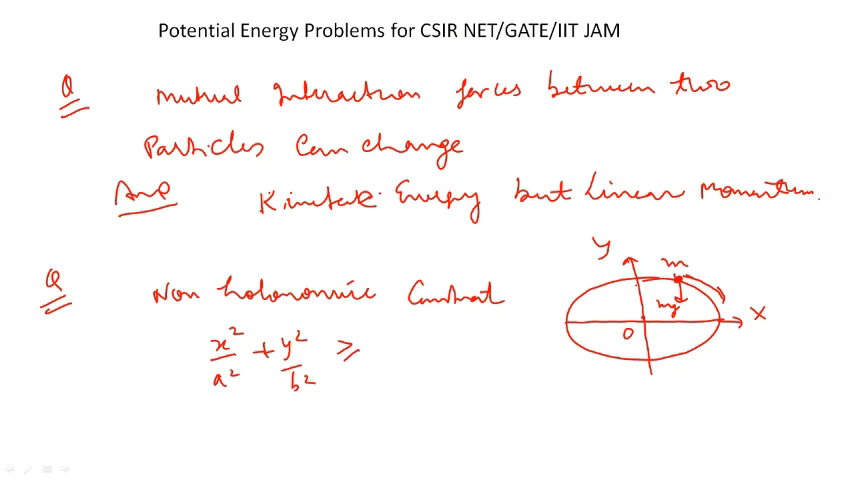 Potential Energy Problems for CSIR NET/GATE/IIT JAM
Q Mutual Interaction forces between two
Particles Can change
Ans Kinetic Energy but Linear Momentum.
Q Non holonomic Constraint
x²/a² + y²/b² ≥
Y
m
mg
X
O